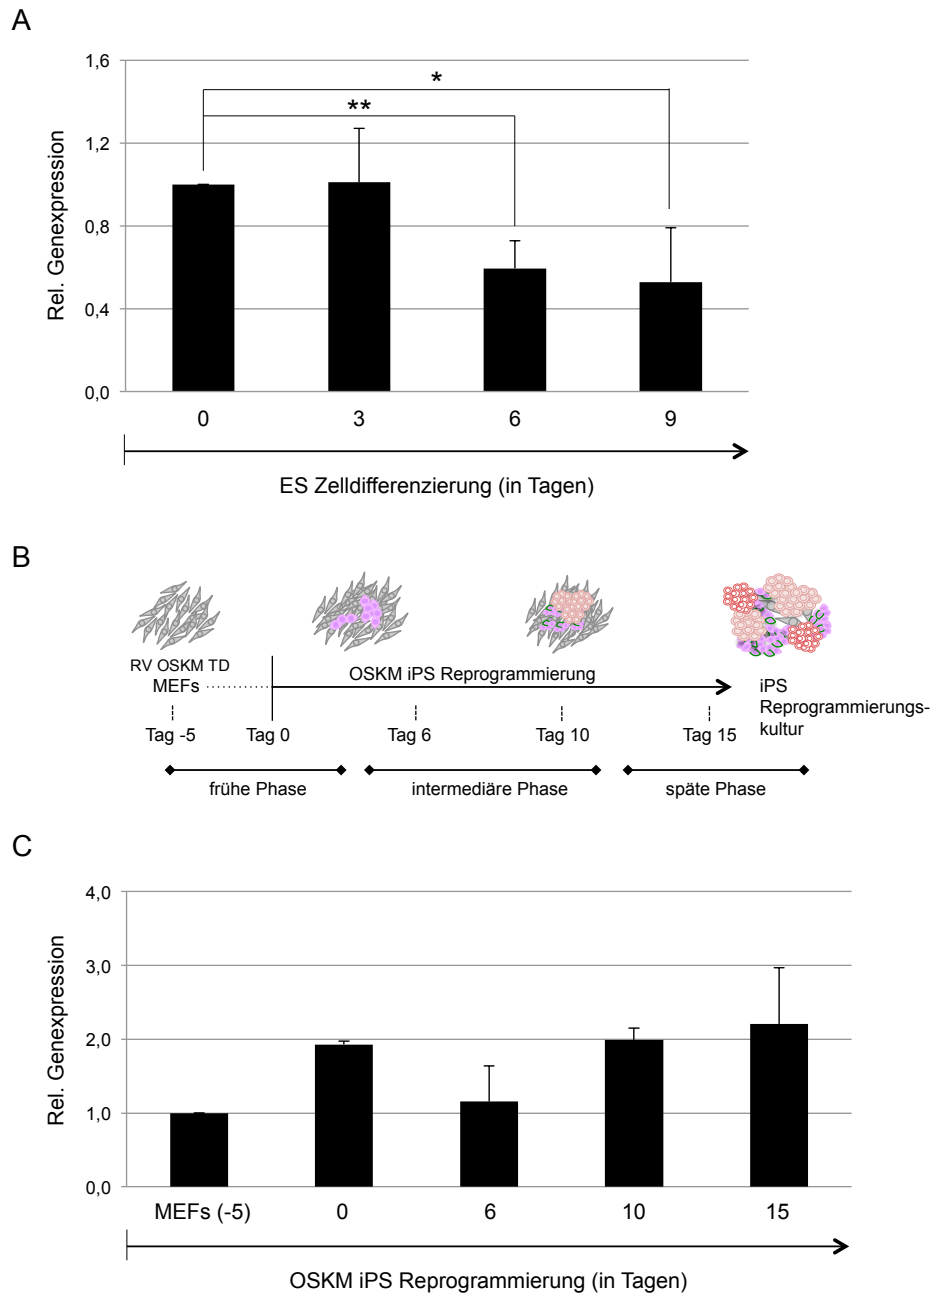 A
1,6
1,2
0,8
0,4
0,0
Rel. Genexpression
*
**
0 3 6 9
ES Zelldifferenzierung (in Tagen)
B
RV OSKM TD
MEFs
OSKM iPS Reprogrammierung
iPS
Reprogrammierungs-
kultur
Tag -5 Tag 0 Tag 6 Tag 10 Tag 15
frühe Phase intermediäre Phase späte Phase
C
4,0
3,0
2,0
1,0
0,0
Rel. Genexpression
MEFs (-5) 0 6 10 15
OSKM iPS Reprogrammierung (in Tagen)